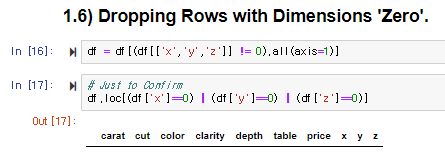 1.6) Dropping Rows with Dimensions 'Zero'.
In [16]: df = df[(df[['x','y','z']] != 0).all(axis=1)]
In [17]: # Just to Confirm
df.loc[(df['x']==0) | (df['y']==0) | (df['z']==0)]
Out [17]:
carat cut color clarity depth table price x y z